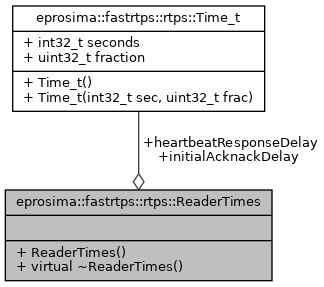 eprosima::fastrtps::rtps::Time_t
+ int32_t seconds
+ uint32_t fraction
+ Time_t()
+ Time_t(int32_t sec, uint32_t frac)
+heartbeatResponseDelay
+initialAcknackDelay
eprosima::fastrtps::rtps::ReaderTimes
+ ReaderTimes()
+ virtual ~ReaderTimes()